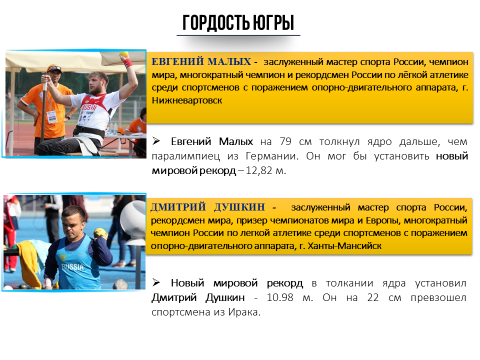 ГОРДОСТЬ ЮГРЫ
ЕВГЕНИЙ МАЛЫХ - заслуженный мастер спорта России, чемпион
мира, многократный чемпион и рекордсмен России по лёгкой атлетике
среди спортсменов с поражением опорно-двигательного аппарата, г.
Нижневартовск
➢ Евгений Малых на 79 см толкнул ядро дальше, чем
паралимпиец из Германии. Он мог бы установить новый
мировой рекорд – 12,82 м.
ДМИТРИЙ ДУШКИН - заслуженный мастер спорта России,
рекордсмен мира, призер чемпионатов мира и Европы, многократный
чемпион России по легкой атлетике среди спортсменов с поражением
опорно-двигательного аппарата, г. Ханты-Мансийск
RUSSIA
➢ Новый мировой рекорд в толкании ядра установил
Дмитрий Душкин - 10.98 м. Он на 22 см превзошел
спортсмена из Ирака.